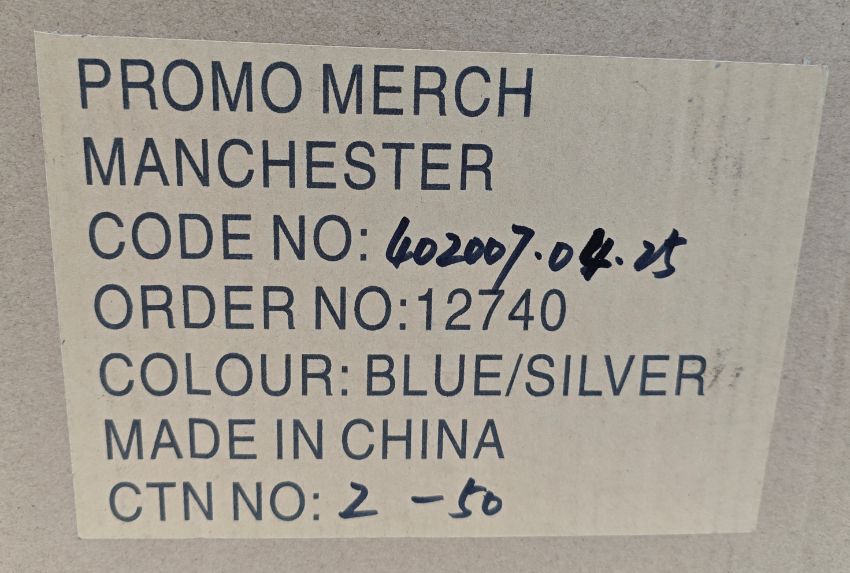 PROMO MERCH
MANCHESTER
CODE NO: 402007.04.25
ORDER NO:12740
COLOUR: BLUE/SILVER
MADE IN CHINA
CTN NO: 2 - 50